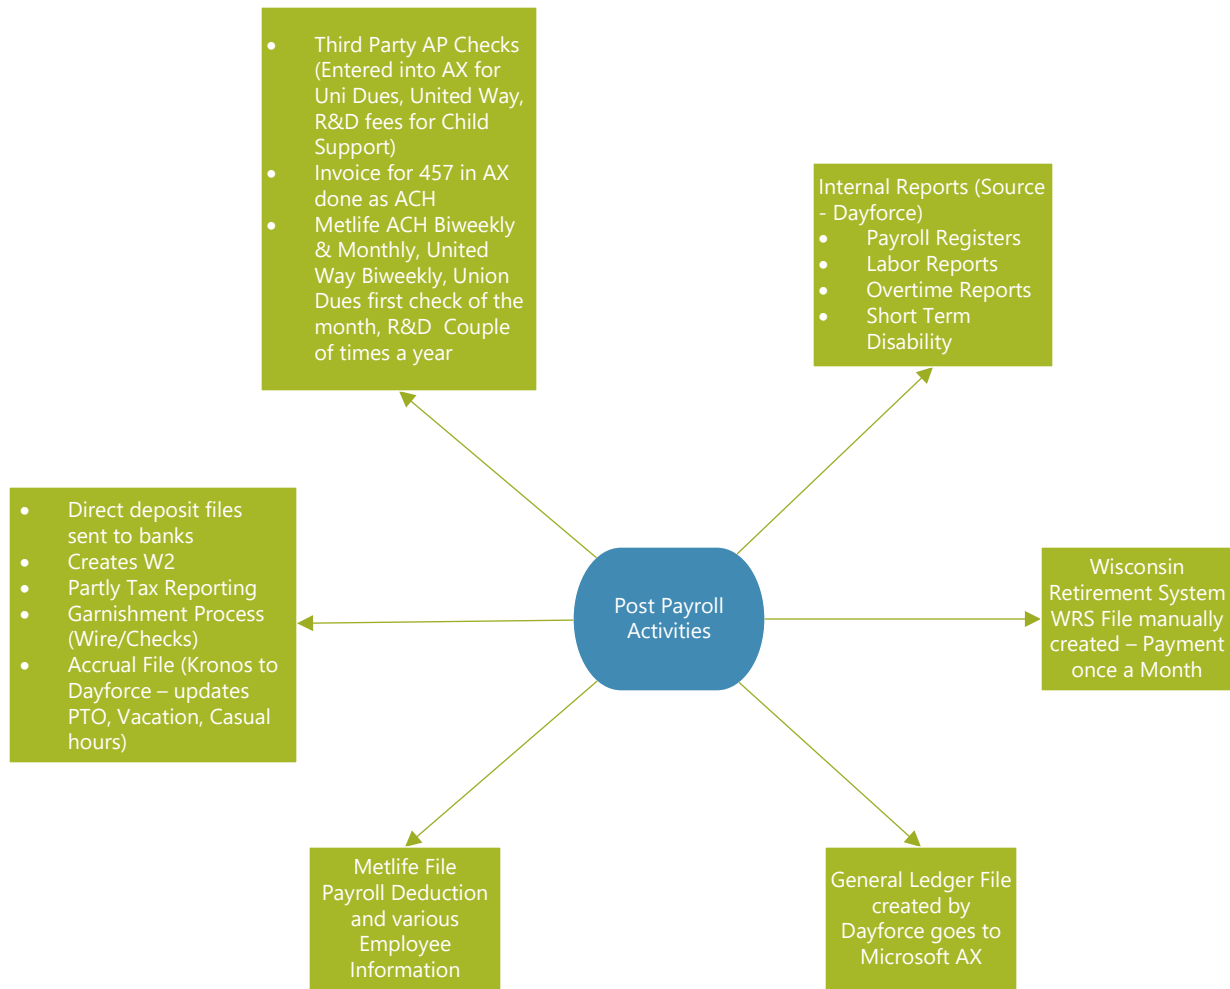 • Third Party AP Checks
(Entered into AX for
Uni Dues, United Way,
R&D fees for Child
Support)
• Invoice for 457 in AX
done as ACH
• Metlife ACH Biweekly
& Monthly, United
Way Biweekly, Union
Dues first check of the
month, R&D  Couple
of times a year
Internal Reports (Source
- Dayforce)
• Payroll Registers
• Labor Reports
• Overtime Reports
• Short Term
Disability
• Direct deposit files
sent to banks
• Creates W2
• Partly Tax Reporting
• Garnishment Process
(Wire/Checks)
• Accrual File (Kronos to
Dayforce – updates
PTO, Vacation, Casual
hours)
Post Payroll
Activities
Wisconsin
Retirement System
WRS File manually
created – Payment
once a Month
Metlife File
Payroll Deduction
and various
Employee
Information
General Ledger File
created by
Dayforce goes to
Microsoft AX